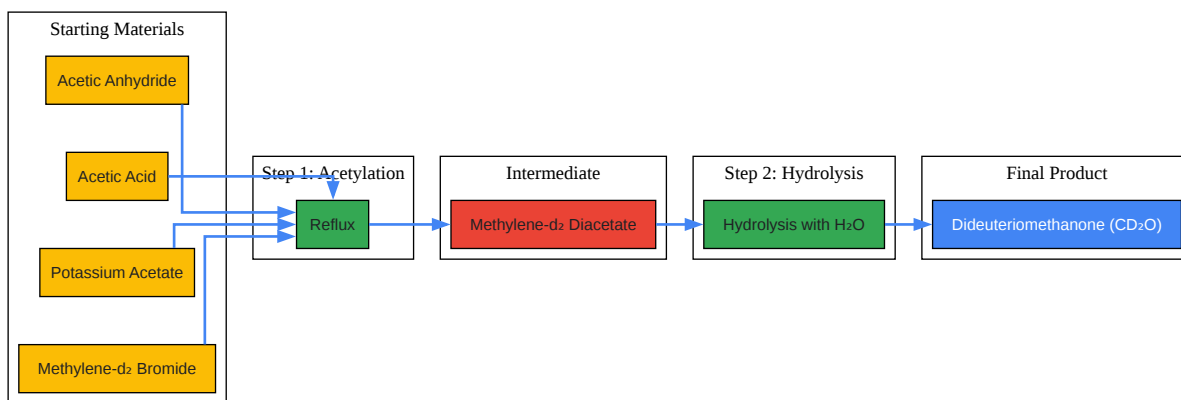 Starting Materials
Acetic Anhydride
Acetic Acid
Potassium Acetate
Methylene-d₂ Bromide
Step 1: Acetylation
Reflux
Intermediate
Methylene-d₂ Diacetate
Step 2: Hydrolysis
Hydrolysis with H₂O
Final Product
Dideuteriomethanone (CD₂O)